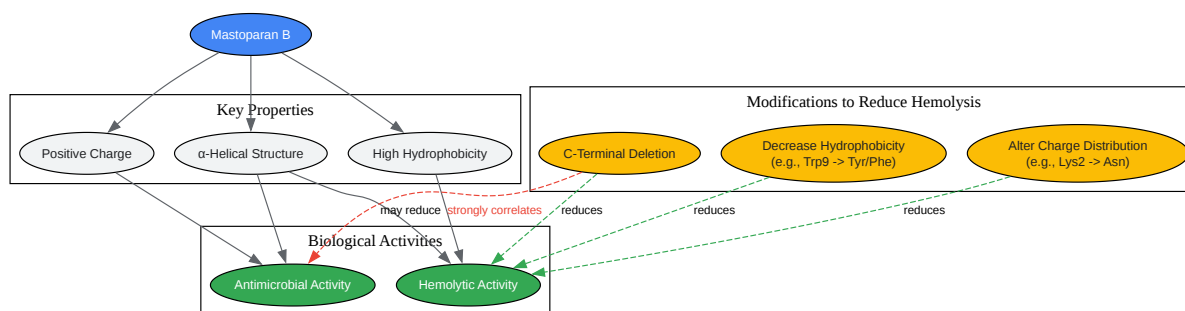 Mastoparan B
Key Properties
Modifications to Reduce Hemolysis
Positive Charge
α-Helical Structure
High Hydrophobicity
C-Terminal Deletion
Decrease Hydrophobicity
(e.g., Trp9 -> Tyr/Phe)
Alter Charge Distribution
(e.g., Lys2 -> Asn)
may reduce
strongly correlates
reduces
reduces
reduces
Biological Activities
Antimicrobial Activity
Hemolytic Activity